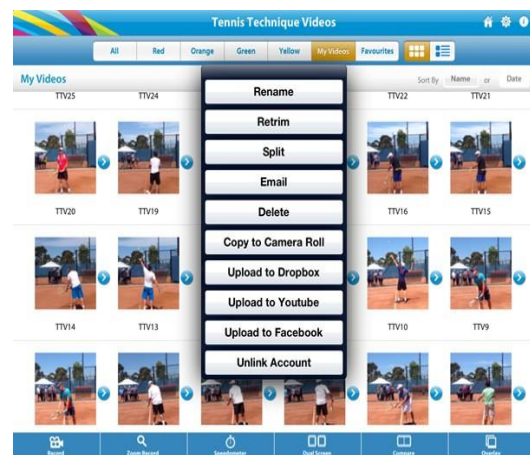 Tennis Technique Videos
All Red Orange Green Yellow My Videos Favourites
My Videos Sort By Name or Date
TTV25 TTV24 TTV22 TTV21
Rename
Retrim
Split
Email
Delete
TTV20 TTV19 TTV16 TTV15
Copy to Camera Roll
Upload to Dropbox
Upload to Youtube
Upload to Facebook
TTV14 TTV13 TTV10 TTV9
Unlink Account
Record Zoom Record Speedometer Dual Screen Compare Overlay